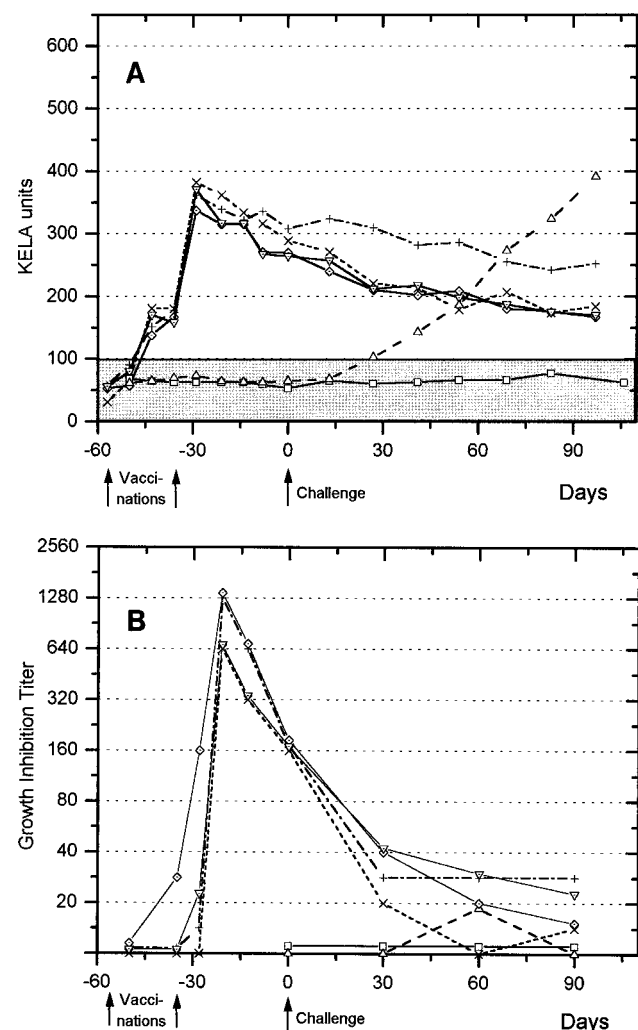 A
KELA units
600
500
400
300
200
100
0
-60
-30
0
30
60
90
Vacci-
nations
Challenge
Days
B
Growth Inhibition Titer
2560
1280
640
320
160
80
40
20
-60
-30
0
30
60
90
Vacci-
nations
Challenge
Days